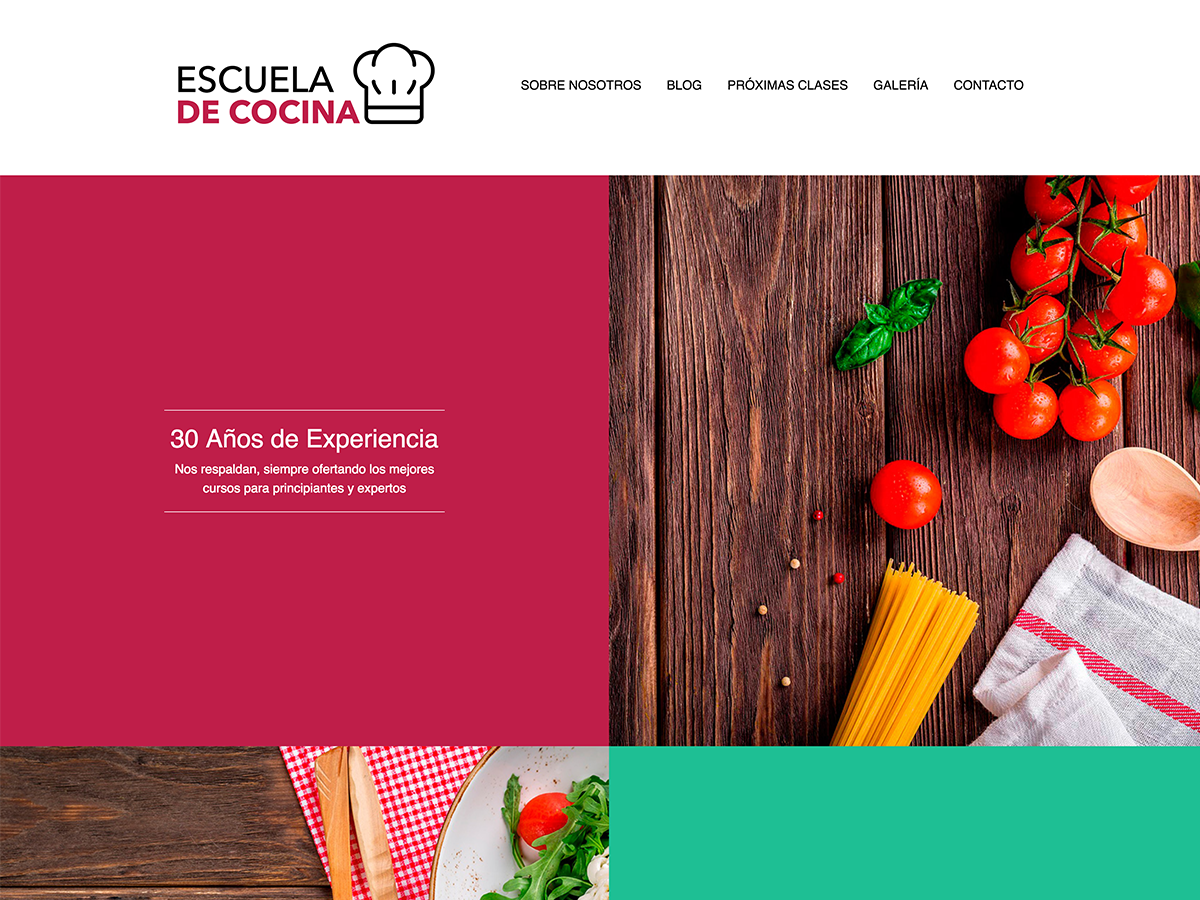 ESCUELA
DE COCINA
SOBRE NOSOTROS BLOG PRÓXIMAS CLASES GALERÍA CONTACTO
30 Años de Experiencia
Nos respaldan, siempre ofertando los mejores
cursos para principiantes y expertos